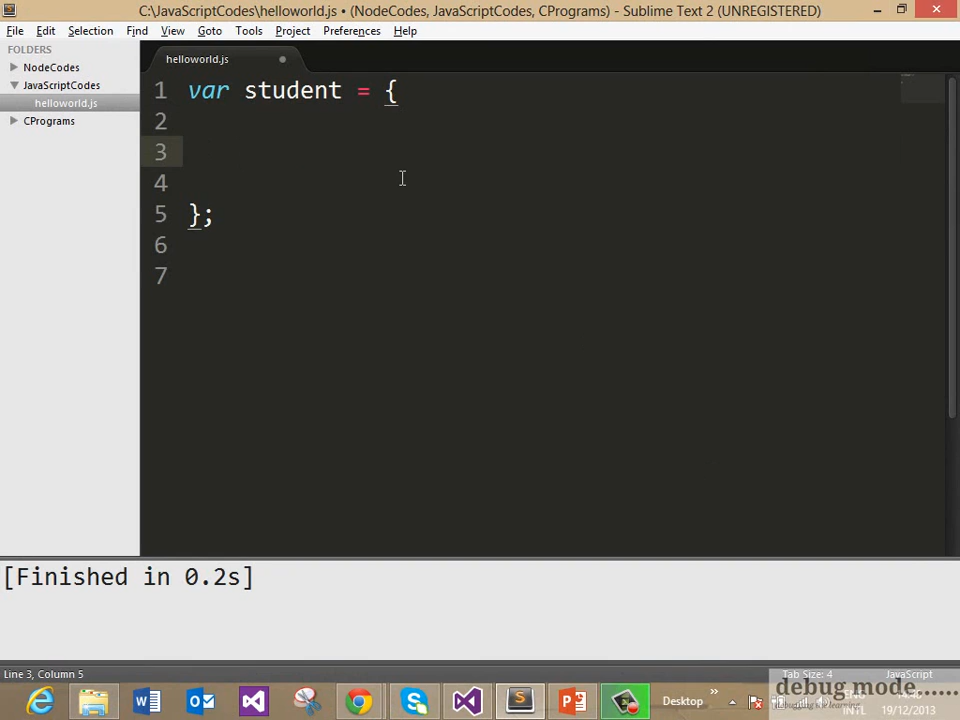 C:\JavaScriptCodes\helloworld.js • (NodeCodes, JavaScriptCodes, CPrograms) - Sublime Text 2 (UNREGISTERED)
File Edit Selection Find View Goto Tools Project Preferences Help
FOLDERS
NodeCodes
JavaScriptCodes
helloworld.js
CPrograms
helloworld.js
1 var student = {
2
3
4
5 };
6
7
[Finished in 0.2s]
Line 3, Column 5
Tab Size: 4
JavaScript
Desktop
debug mode......
ENG
INTL
19/12/2013